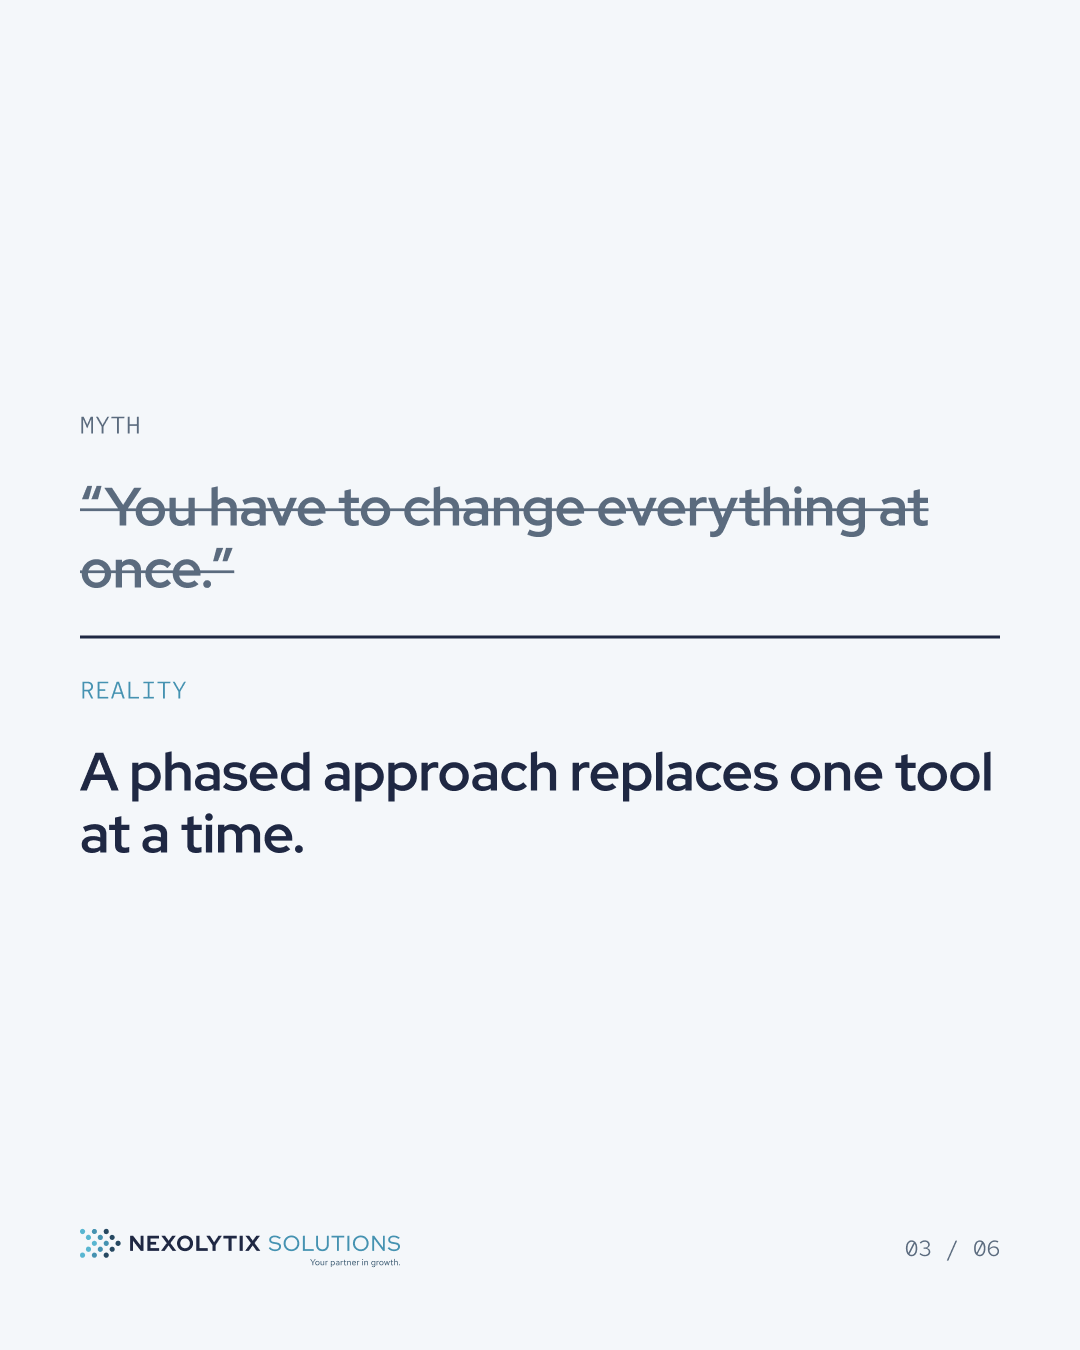 MYTH
“You have to change everything at
once.”
REALITY
A phased approach replaces one tool
at a time.
NEXOLYTIX SOLUTIONS
Your partner in growth.
03 / 06